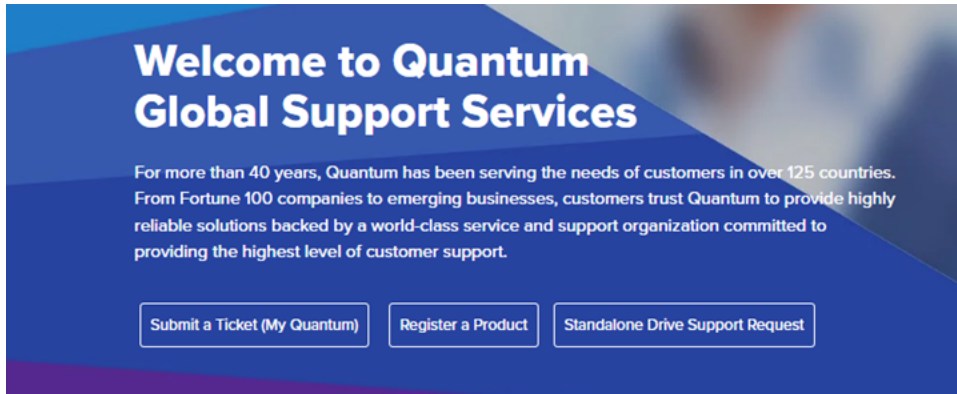 Welcome to Quantum
Global Support Services
For more than 40 years, Quantum has been serving the needs of customers in over 125 countries.
From Fortune 100 companies to emerging businesses, customers trust Quantum to provide highly
reliable solutions backed by a world-class service and support organization committed to
providing the highest level of customer support.
Submit a Ticket (My Quantum) Register a Product Standalone Drive Support Request